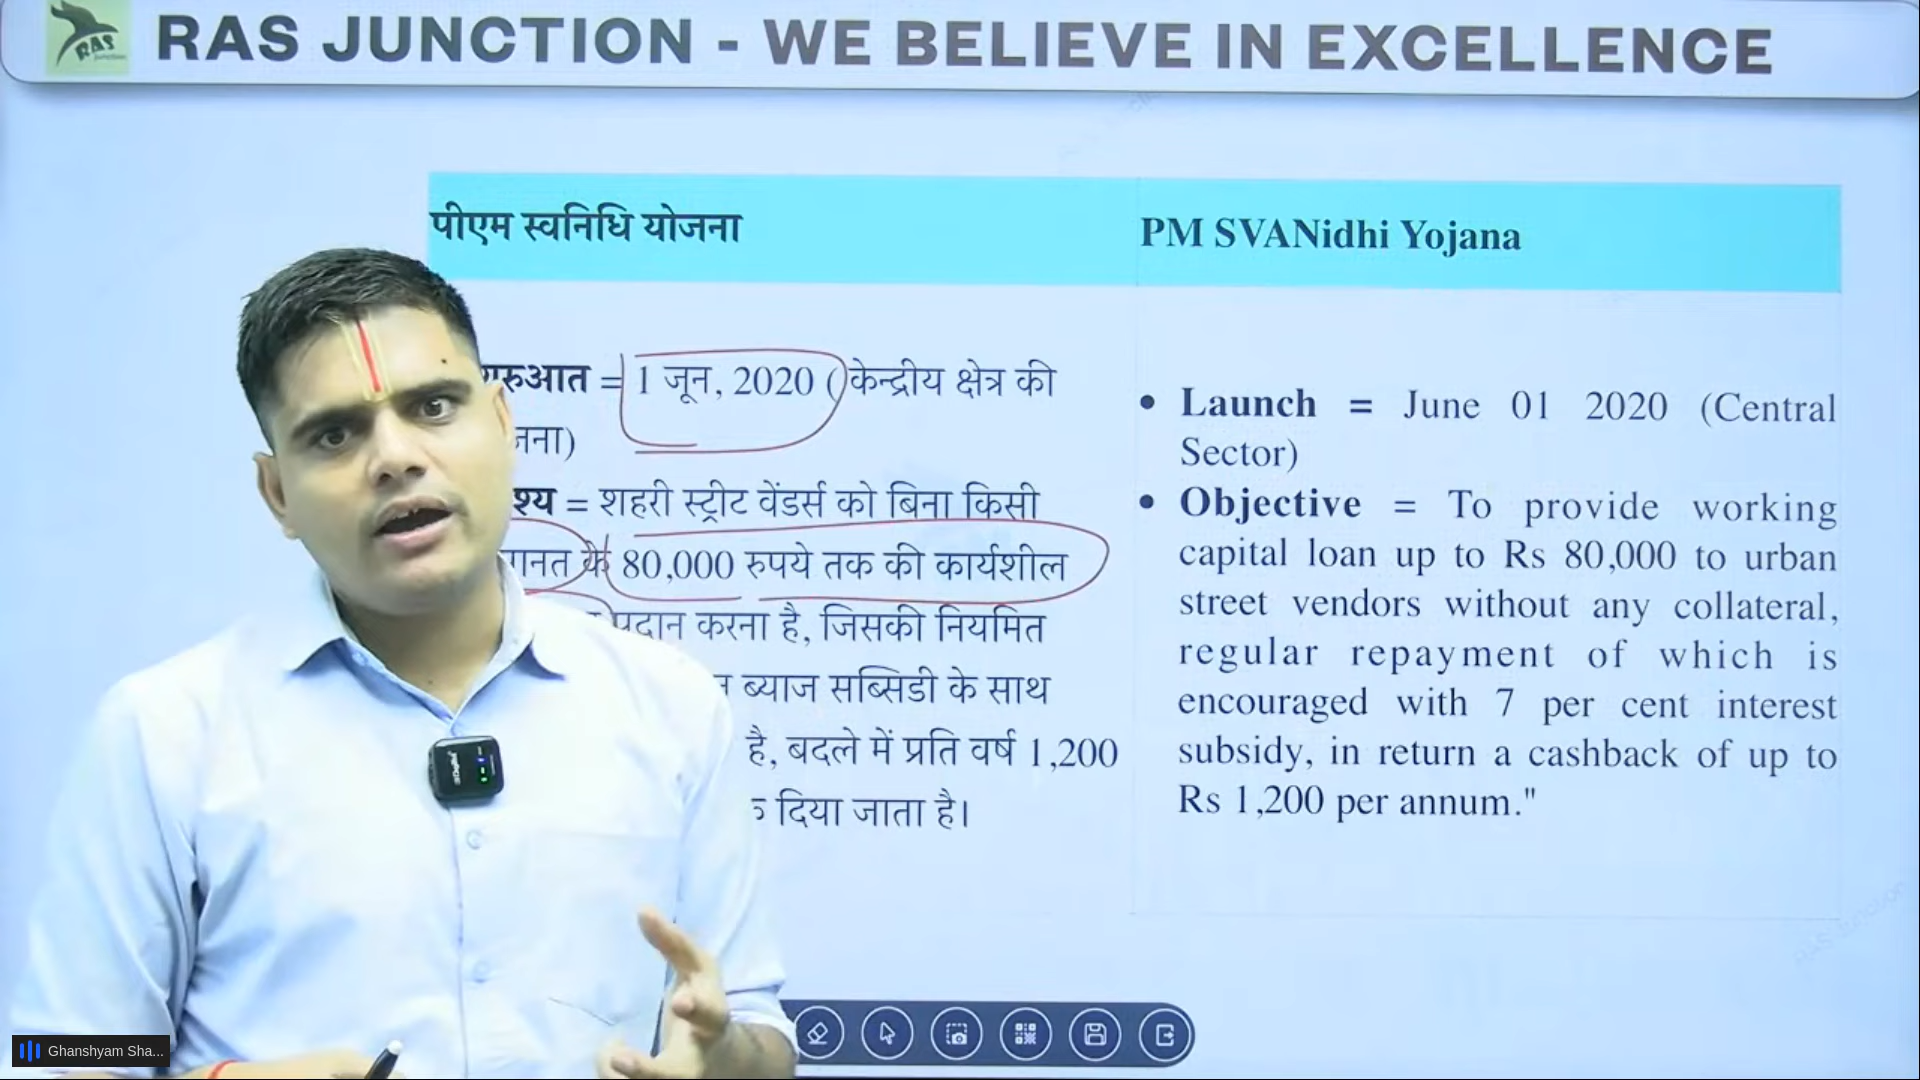 RAS JUNCTION - WE BELIEVE IN EXCELLENCE
RAS
पीएम स्वनिधि योजना
= 1 जून, 2020 (केन्द्रीय क्षेत्र की
= शहरी स्ट्रीट वेंडर्स को बिना किसी
के 80,000 रुपये तक की कार्यशील
प्रदान करना है, जिसकी नियमित
ब्याज सब्सिडी के साथ
है, बदले में प्रति वर्ष 1,200
दिया जाता है।
PM SVANidhi Yojana
• Launch = June 01 2020 (Central
Sector)
• Objective = To provide working
capital loan up to Rs 80,000 to urban
street vendors without any collateral,
regular repayment of which is
encouraged with 7 per cent interest
subsidy, in return a cashback of up to
Rs 1,200 per annum."
Ghanshyam Sha...